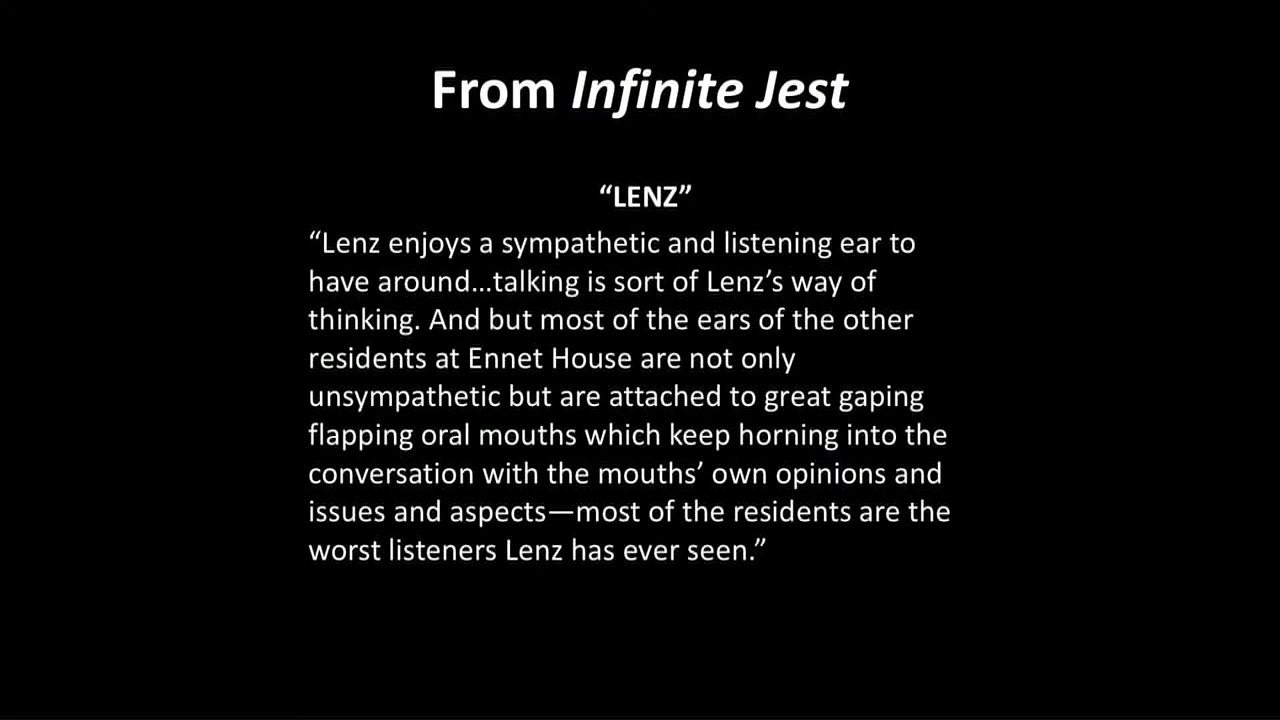 From Infinite Jest
“LENZ”
“Lenz enjoys a sympathetic and listening ear to
have around…talking is sort of Lenz’s way of
thinking. And but most of the ears of the other
residents at Ennet House are not only
unsympathetic but are attached to great gaping
flapping oral mouths which keep horning into the
conversation with the mouths’ own opinions and
issues and aspects—most of the residents are the
worst listeners Lenz has ever seen.”